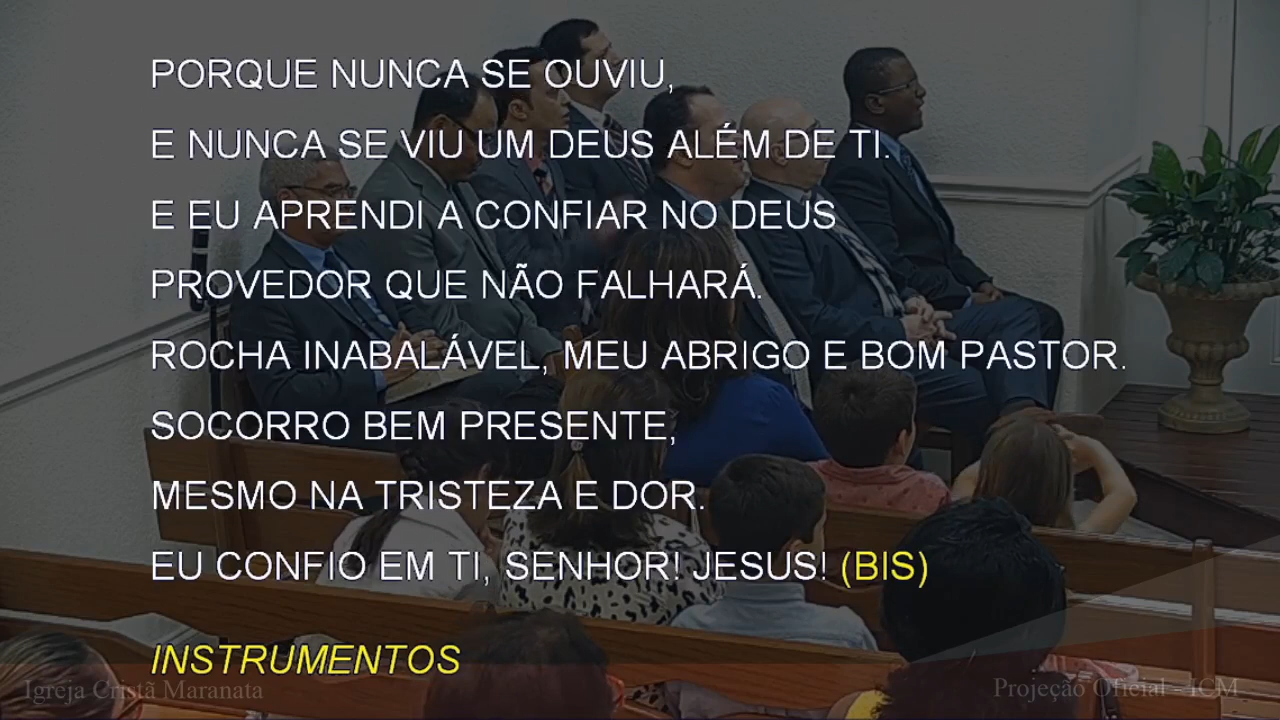 PORQUE NUNCA SE OUVIU,
E NUNCA SE VIU UM DEUS ALÉM DE TI.
E EU APRENDI A CONFIAR NO DEUS
PROVEDOR QUE NÃO FALHARÁ.
ROCHA INABALÁVEL, MEU ABRIGO E BOM PASTOR.
SOCORRO BEM PRESENTE,
MESMO NA TRISTEZA E DOR.
EU CONFIO EM TI, SENHOR! JESUS! (BIS)
INSTRUMENTOS
Igreja Cristã Maranata
Projeção Oficial - ICM